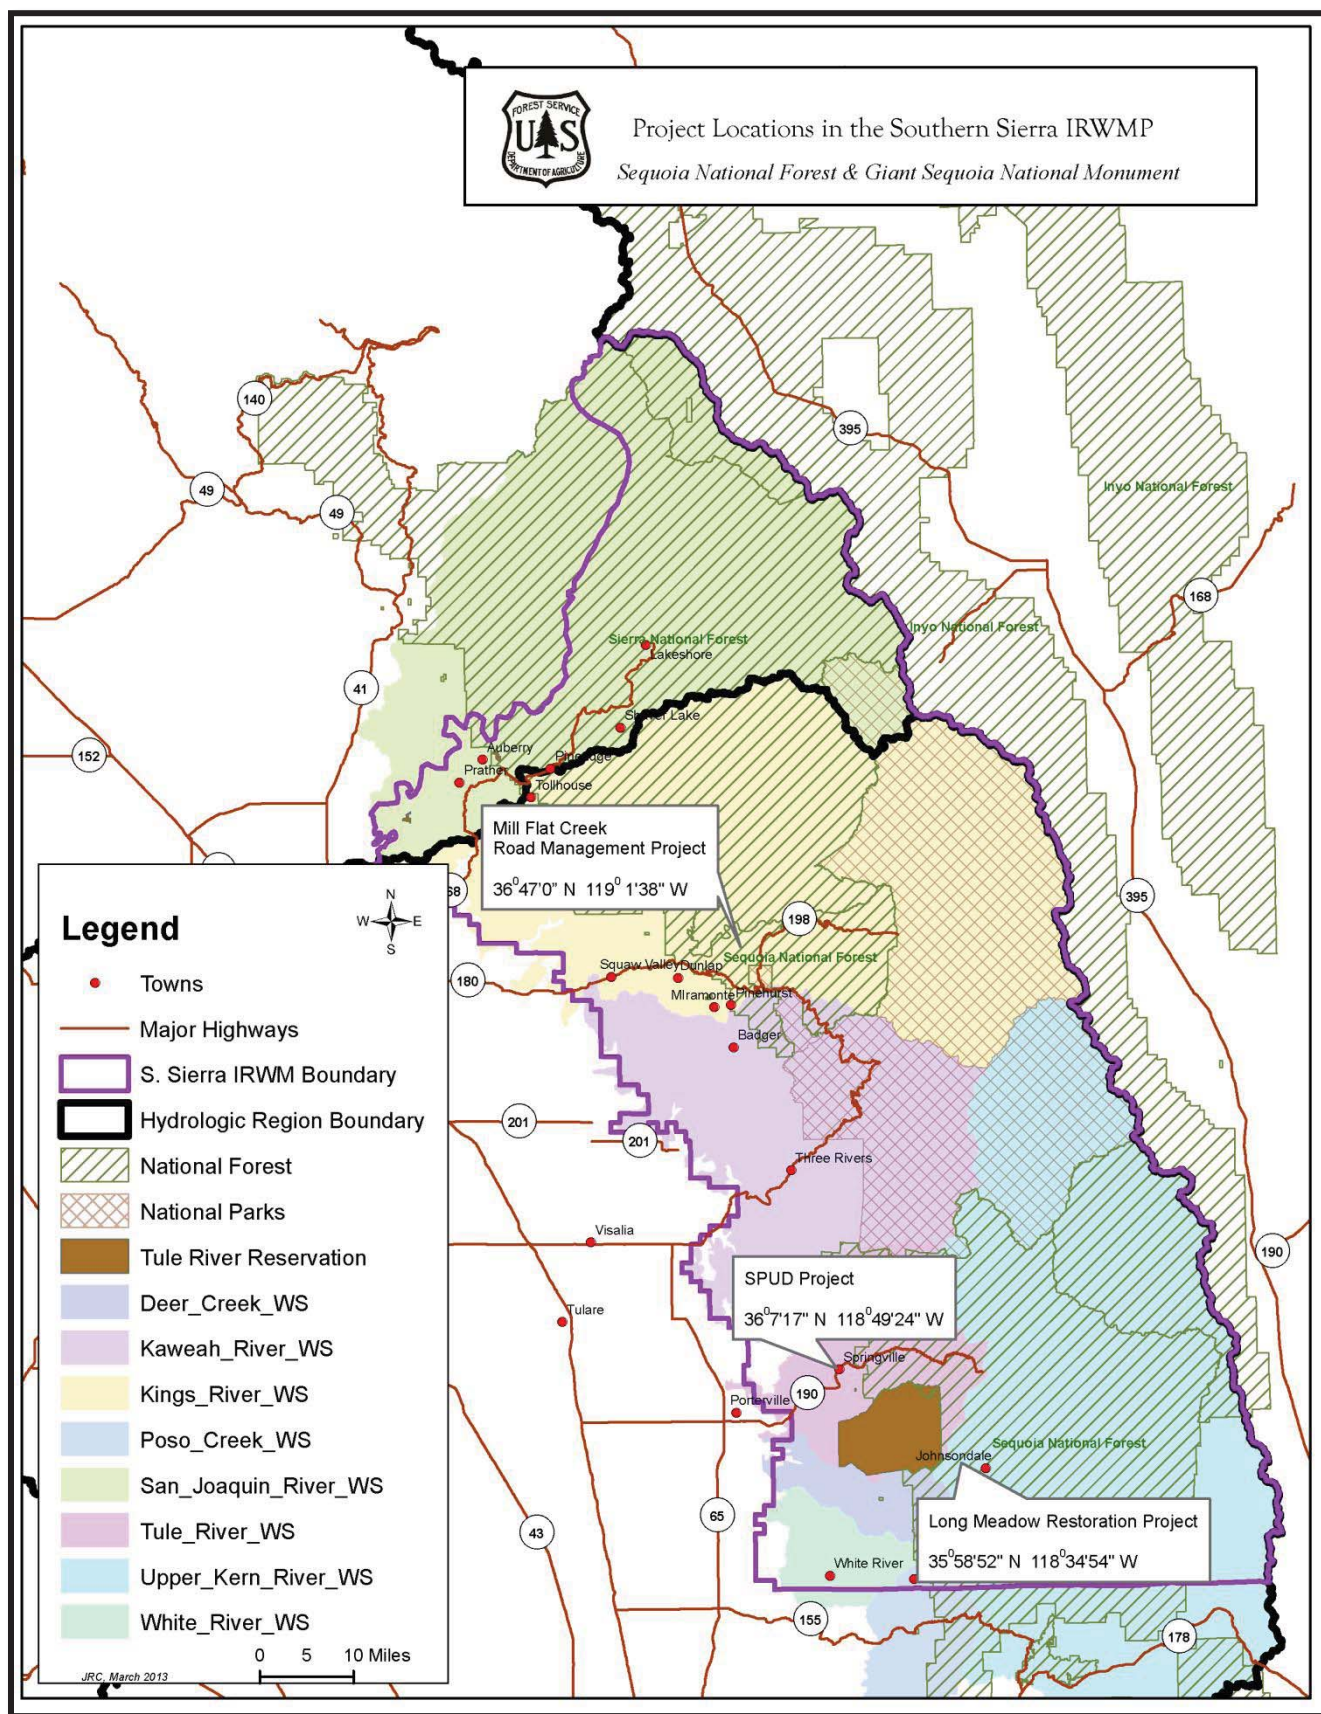 FOREST SERVICE
U S
DEPARTMENT OF AGRICULTURE
Project Locations in the Southern Sierra IRWMP
Sequoia National Forest & Giant Sequoia National Monument
140
395
49
49
Inyo National Forest
168
Inyo National Forest
Sierra National Forest
Lakeshore
41
Shaver Lake
152
Auberry
Pineridge
Prather
Tollhouse
Mill Flat Creek
Road Management Project
36°47'0" N 119° 1'38" W
68
395
198
Sequoia National Forest
Squaw Valley
Dunlap
180
Miramonte
Pinehurst
Badger
201
201
Three Rivers
Visalia
190
SPUD Project
36°7'17" N 118°49'24" W
Tulare
Springville
190
Porterville
Sequoia National Forest
Johnsondale
65
43
Long Meadow Restoration Project
35°58'52" N 118°34'54" W
White River
155
178
Legend
N
W
E
S
Towns
Major Highways
S. Sierra IRWM Boundary
Hydrologic Region Boundary
National Forest
National Parks
Tule River Reservation
Deer_Creek_WS
Kaweah_River_WS
Kings_River_WS
Poso_Creek_WS
San_Joaquin_River_WS
Tule_River_WS
Upper_Kern_River_WS
White_River_WS
0 5 10 Miles
JRC, March 2013